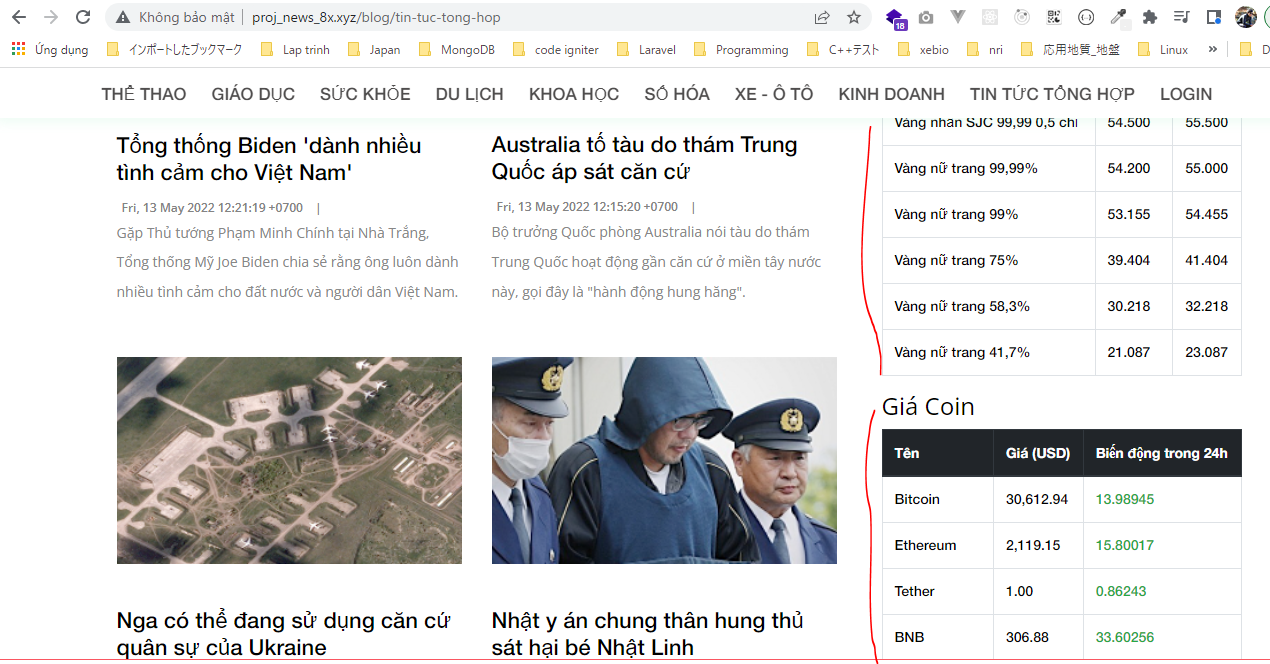 Không bảo mật | proj_news_8x.xyz/blog/tin-tuc-tong-hop
18
Ứng dụng インポートしたブックマーク Lap trinh Japan MongoDB code igniter Laravel Programming C++テスト xebio nri 応用地質_地盤 Linux »
THỂ THAO GIÁO DỤC SỨC KHỎE DU LỊCH KHOA HỌC SỐ HÓA XE - Ô TÔ KINH DOANH TIN TỨC TỔNG HỢP LOGIN
Tổng thống Biden 'dành nhiều
tình cảm cho Việt Nam'
Fri, 13 May 2022 12:21:19 +0700 |
Gặp Thủ tướng Phạm Minh Chính tại Nhà Trắng,
Tổng thống Mỹ Joe Biden chia sẻ rằng ông luôn dành
nhiều tình cảm cho đất nước và người dân Việt Nam.
Australia tố tàu do thám Trung
Quốc áp sát căn cứ
Fri, 13 May 2022 12:15:20 +0700 |
Bộ trưởng Quốc phòng Australia nói tàu do thám
Trung Quốc hoạt động gần căn cứ ở miền tây nước
này, gọi đây là "hành động hung hăng".
Nga có thể đang sử dụng căn cứ
quân sự của Ukraine
Nhật y án chung thân hung thủ
sát hại bé Nhật Linh
Vàng nhẫn SJC 99,99 0,5 chỉ 54.500 55.500
Vàng nữ trang 99,99% 54.200 55.000
Vàng nữ trang 99% 53.155 54.455
Vàng nữ trang 75% 39.404 41.404
Vàng nữ trang 58,3% 30.218 32.218
Vàng nữ trang 41,7% 21.087 23.087
Giá Coin
Tên Giá (USD) Biến động trong 24h
Bitcoin 30,612.94 13.98945
Ethereum 2,119.15 15.80017
Tether 1.00 0.86243
BNB 306.88 33.60256